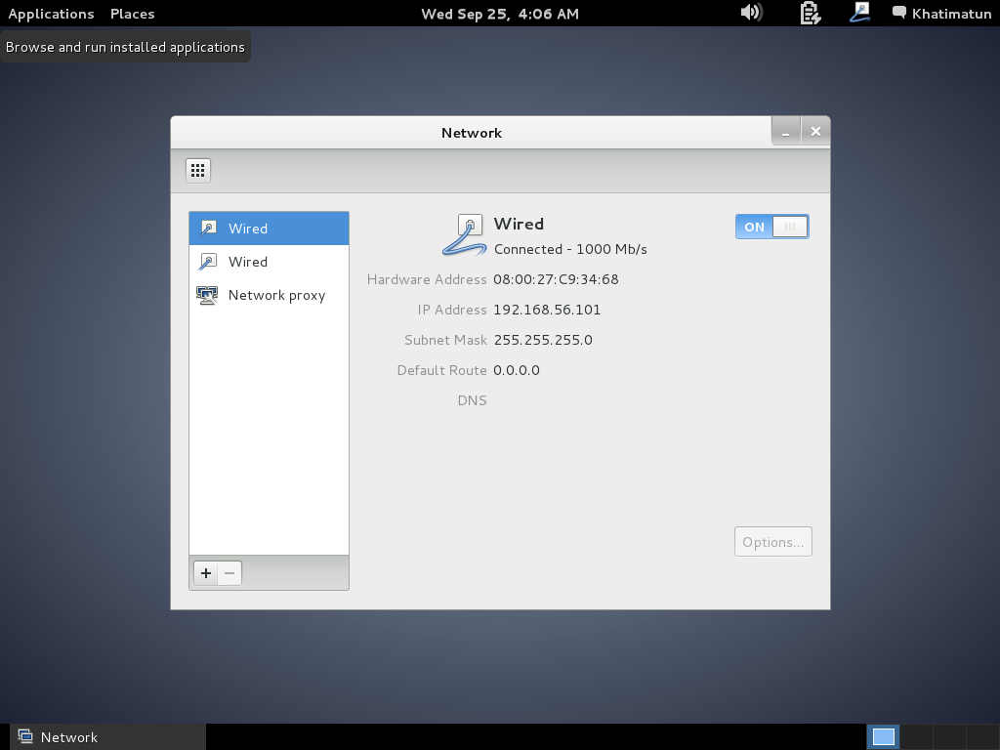 Applications Places Wed Sep 25, 4:06 AM Khatimatun
Browse and run installed applications
Network
Wired
Wired
Network proxy
Wired
ON
Connected - 1000 Mb/s
Hardware Address 08:00:27:C9:34:68
IP Address 192.168.56.101
Subnet Mask 255.255.255.0
Default Route 0.0.0.0
DNS
Options...
Network